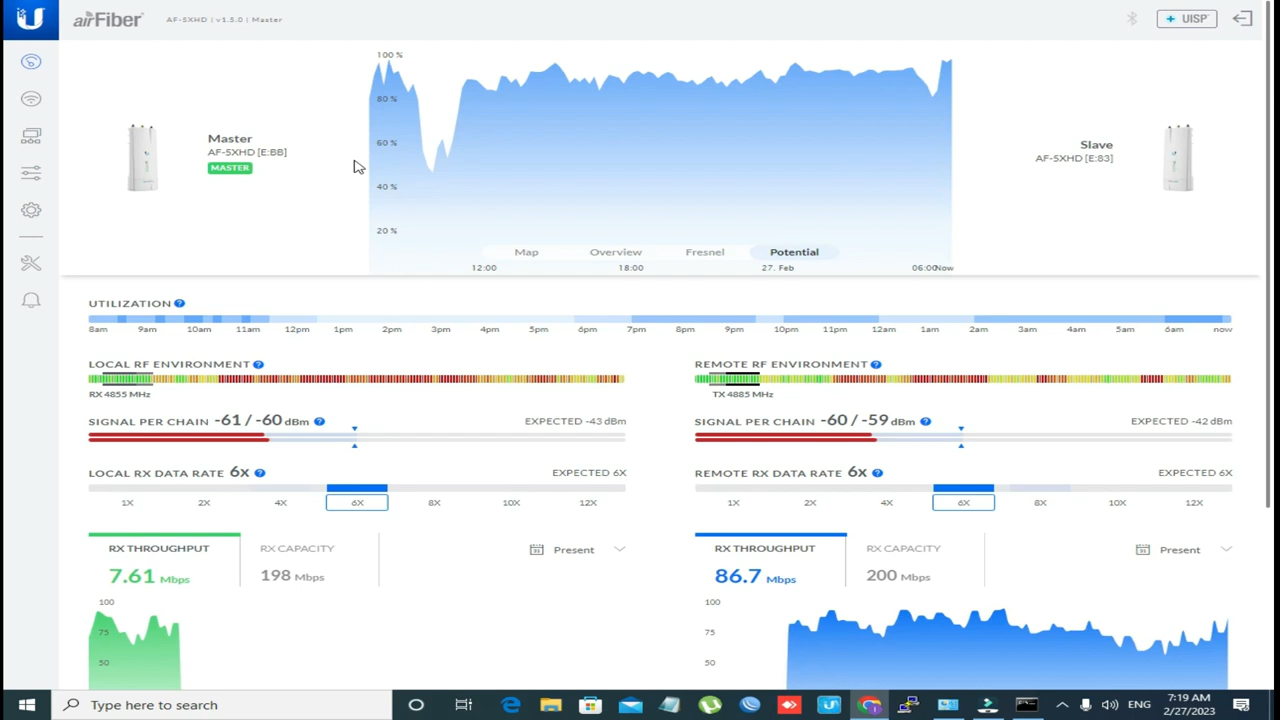 airFiber
AF-5XHD | v1.5.0 | Master
UISP
100 %
80 %
60 %
40 %
20 %
Master
AF-5XHD [E:8B]
MASTER
Slave
AF-5XHD [E:83]
Map Overview Fresnel Potential
12:00 18:00 27. Feb 06:00 Now
UTILIZATION ?
8am 9am 10am 11am 12pm 1pm 2pm 3pm 4pm 5pm 6pm 7pm 8pm 9pm 10pm 11pm 12am 1am 2am 3am 4am 5am 6am now
LOCAL RF ENVIRONMENT ?
RX 4855 MHz
SIGNAL PER CHAIN -61 / -60 dBm ? EXPECTED -43 dBm
LOCAL RX DATA RATE 6x ? EXPECTED 6X
1X 2X 4X 6X 8X 10X 12X
RX THROUGHPUT RX CAPACITY Present
7.61 Mbps 198 Mbps
100
75
50
REMOTE RF ENVIRONMENT ?
TX 4885 MHz
SIGNAL PER CHAIN -60 / -59 dBm ? EXPECTED -42 dBm
REMOTE RX DATA RATE 6x ? EXPECTED 6X
1X 2X 4X 6X 8X 10X 12X
RX THROUGHPUT RX CAPACITY Present
86.7 Mbps 200 Mbps
100
75
50
Type here to search
ENG
7:19 AM
2/27/2023